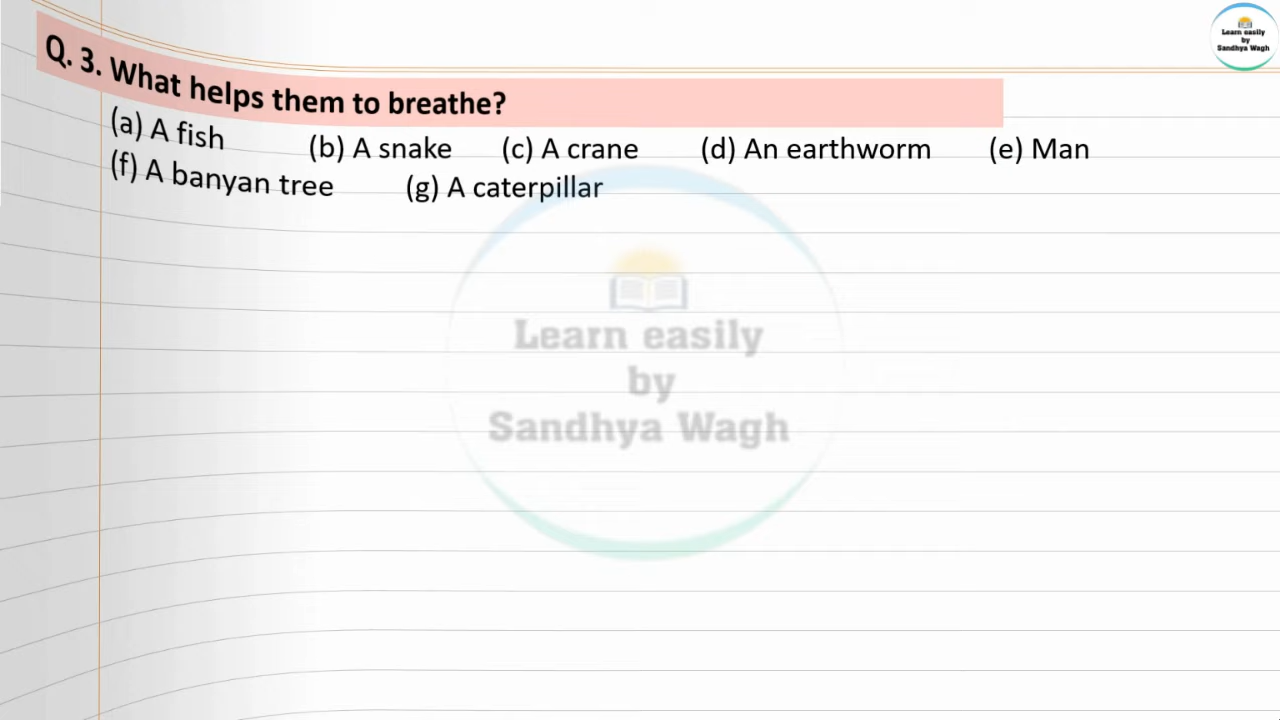 Learn easily
by
Sandhya Wagh
Q. 3. What helps them to breathe?
(a) A fish (b) A snake (c) A crane (d) An earthworm (e) Man
(f) A banyan tree (g) A caterpillar
Learn easily
by
Sandhya Wagh